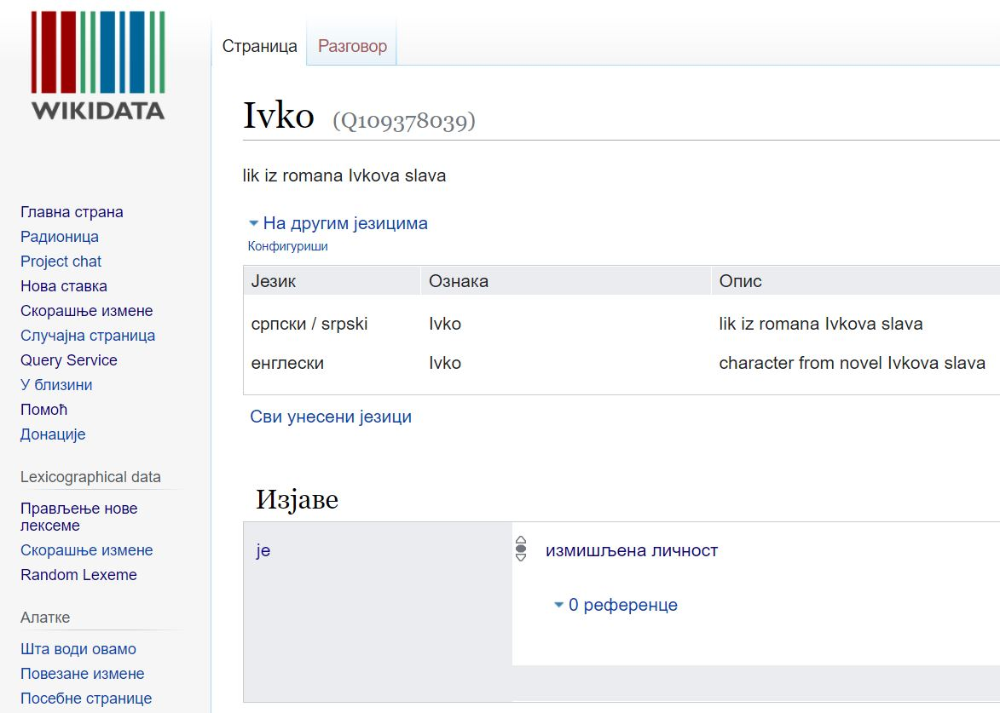 WIKIDATA
Главна страна
Радионица
Project chat
Нова ставка
Скорашње измене
Случајна страница
Query Service
У близини
Помоћ
Донације
Lexicographical data
Прављење нове
лексеме
Скорашње измене
Random Lexeme
Алатке
Шта води овамо
Повезане измене
Посебне странице
Страница Разговор
Ivko (Q109378039)
lik iz romana Ivkova slava
На другим језицима
Конфигуриши
Језик Ознака Опис
српски / srpski Ivko lik iz romana Ivkova slava
енглески Ivko character from novel Ivkova slava
Сви унесени језици
Изјаве
је измишљена личност
0 референце